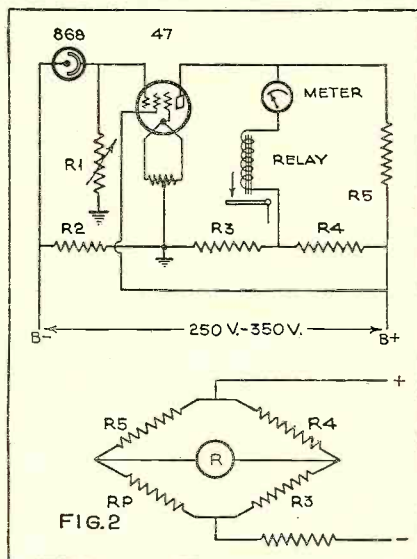 868 47
METER
R1 RELAY R5
R2 R3 R4
B- 250 V.-350 V. B+
+
R5 R4
R
RP R3
FIG. 2 -